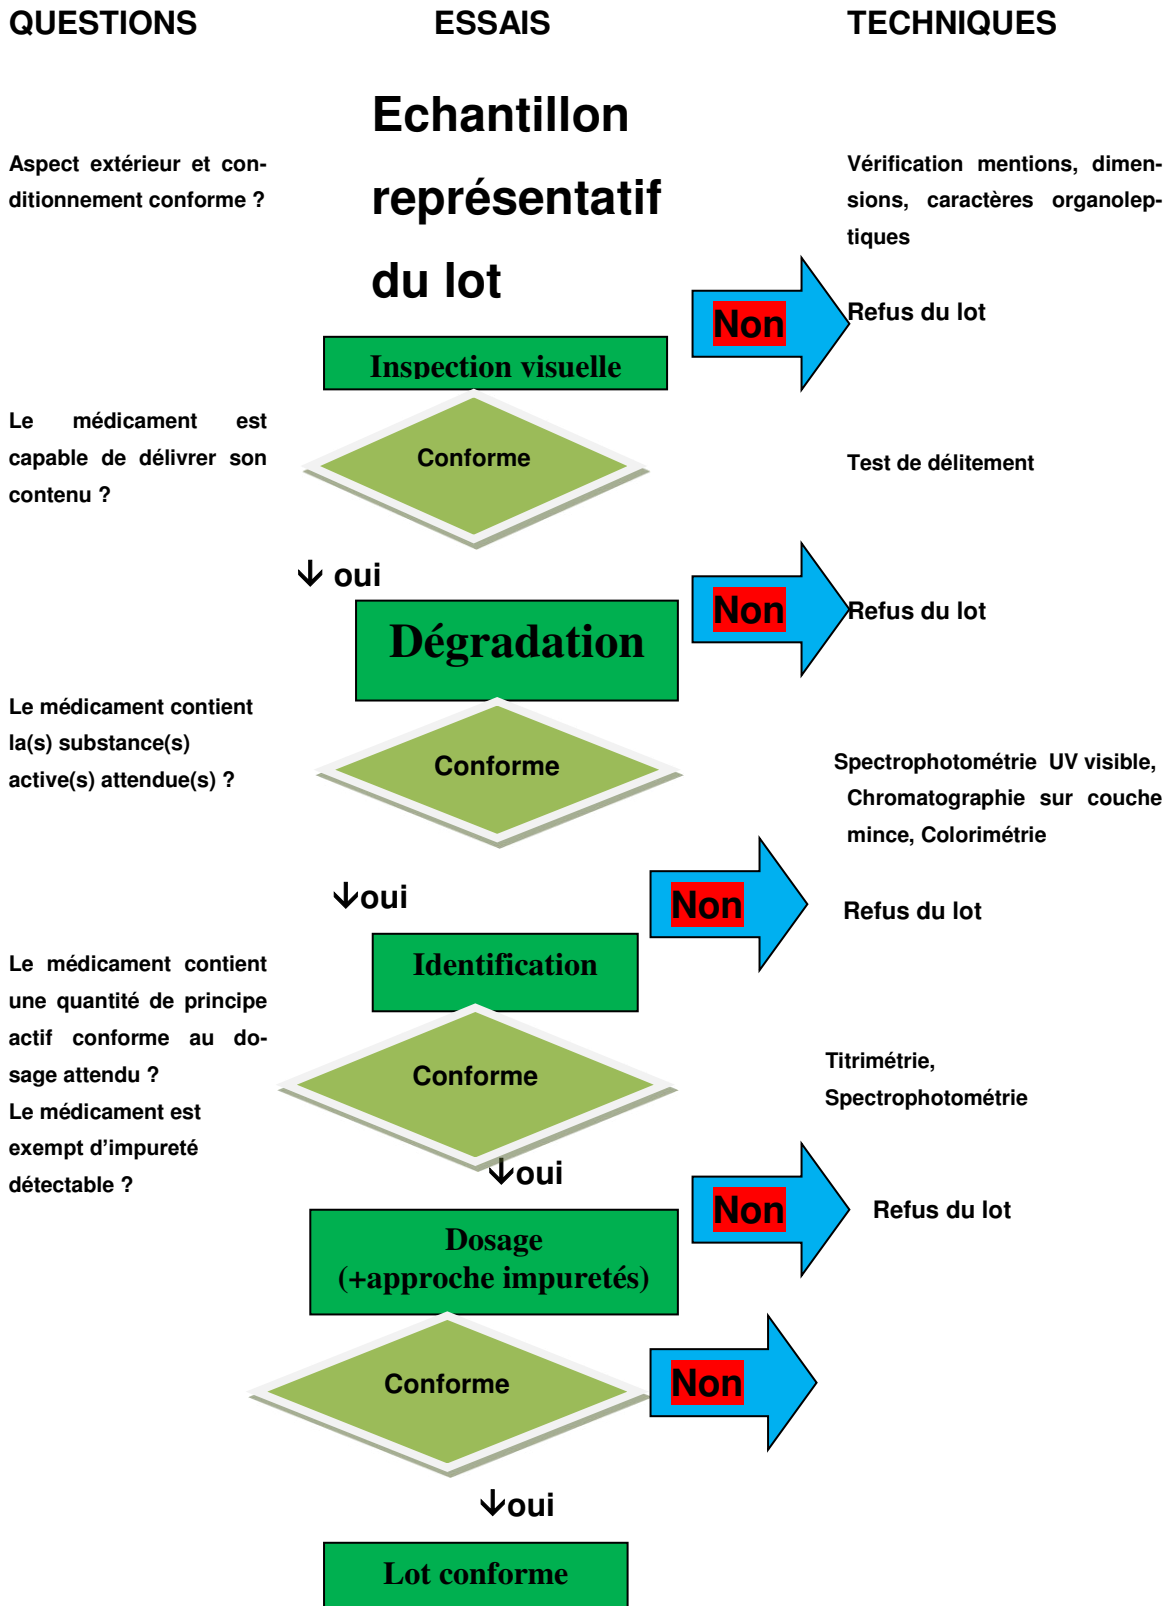 QUESTIONS ESSAIS TECHNIQUES
Echantillon
représentatif
du lot
Aspect extérieur et con-
ditionnement conforme ?
Vérification mentions, dimen-
sions, caractères organolep-
tiques
Non
Refus du lot
Inspection visuelle
Le médicament est
capable de délivrer son
contenu ?
Conforme
Test de délitement
↓ oui
Non
Refus du lot
Dégradation
Le médicament contient
la(s) substance(s)
active(s) attendue(s) ?
Conforme
Spectrophotométrie UV visible,
Chromatographie sur couche
mince, Colorimétrie
↓oui
Non
Refus du lot
Identification
Le médicament contient
une quantité de principe
actif conforme au do-
sage attendu ?
Le médicament est
exempt d'impureté
détectable ?
Conforme
Titrimétrie,
Spectrophotométrie
↓oui
Non
Refus du lot
Dosage
(+approche impuretés)
Conforme
Non
↓oui
Lot conforme